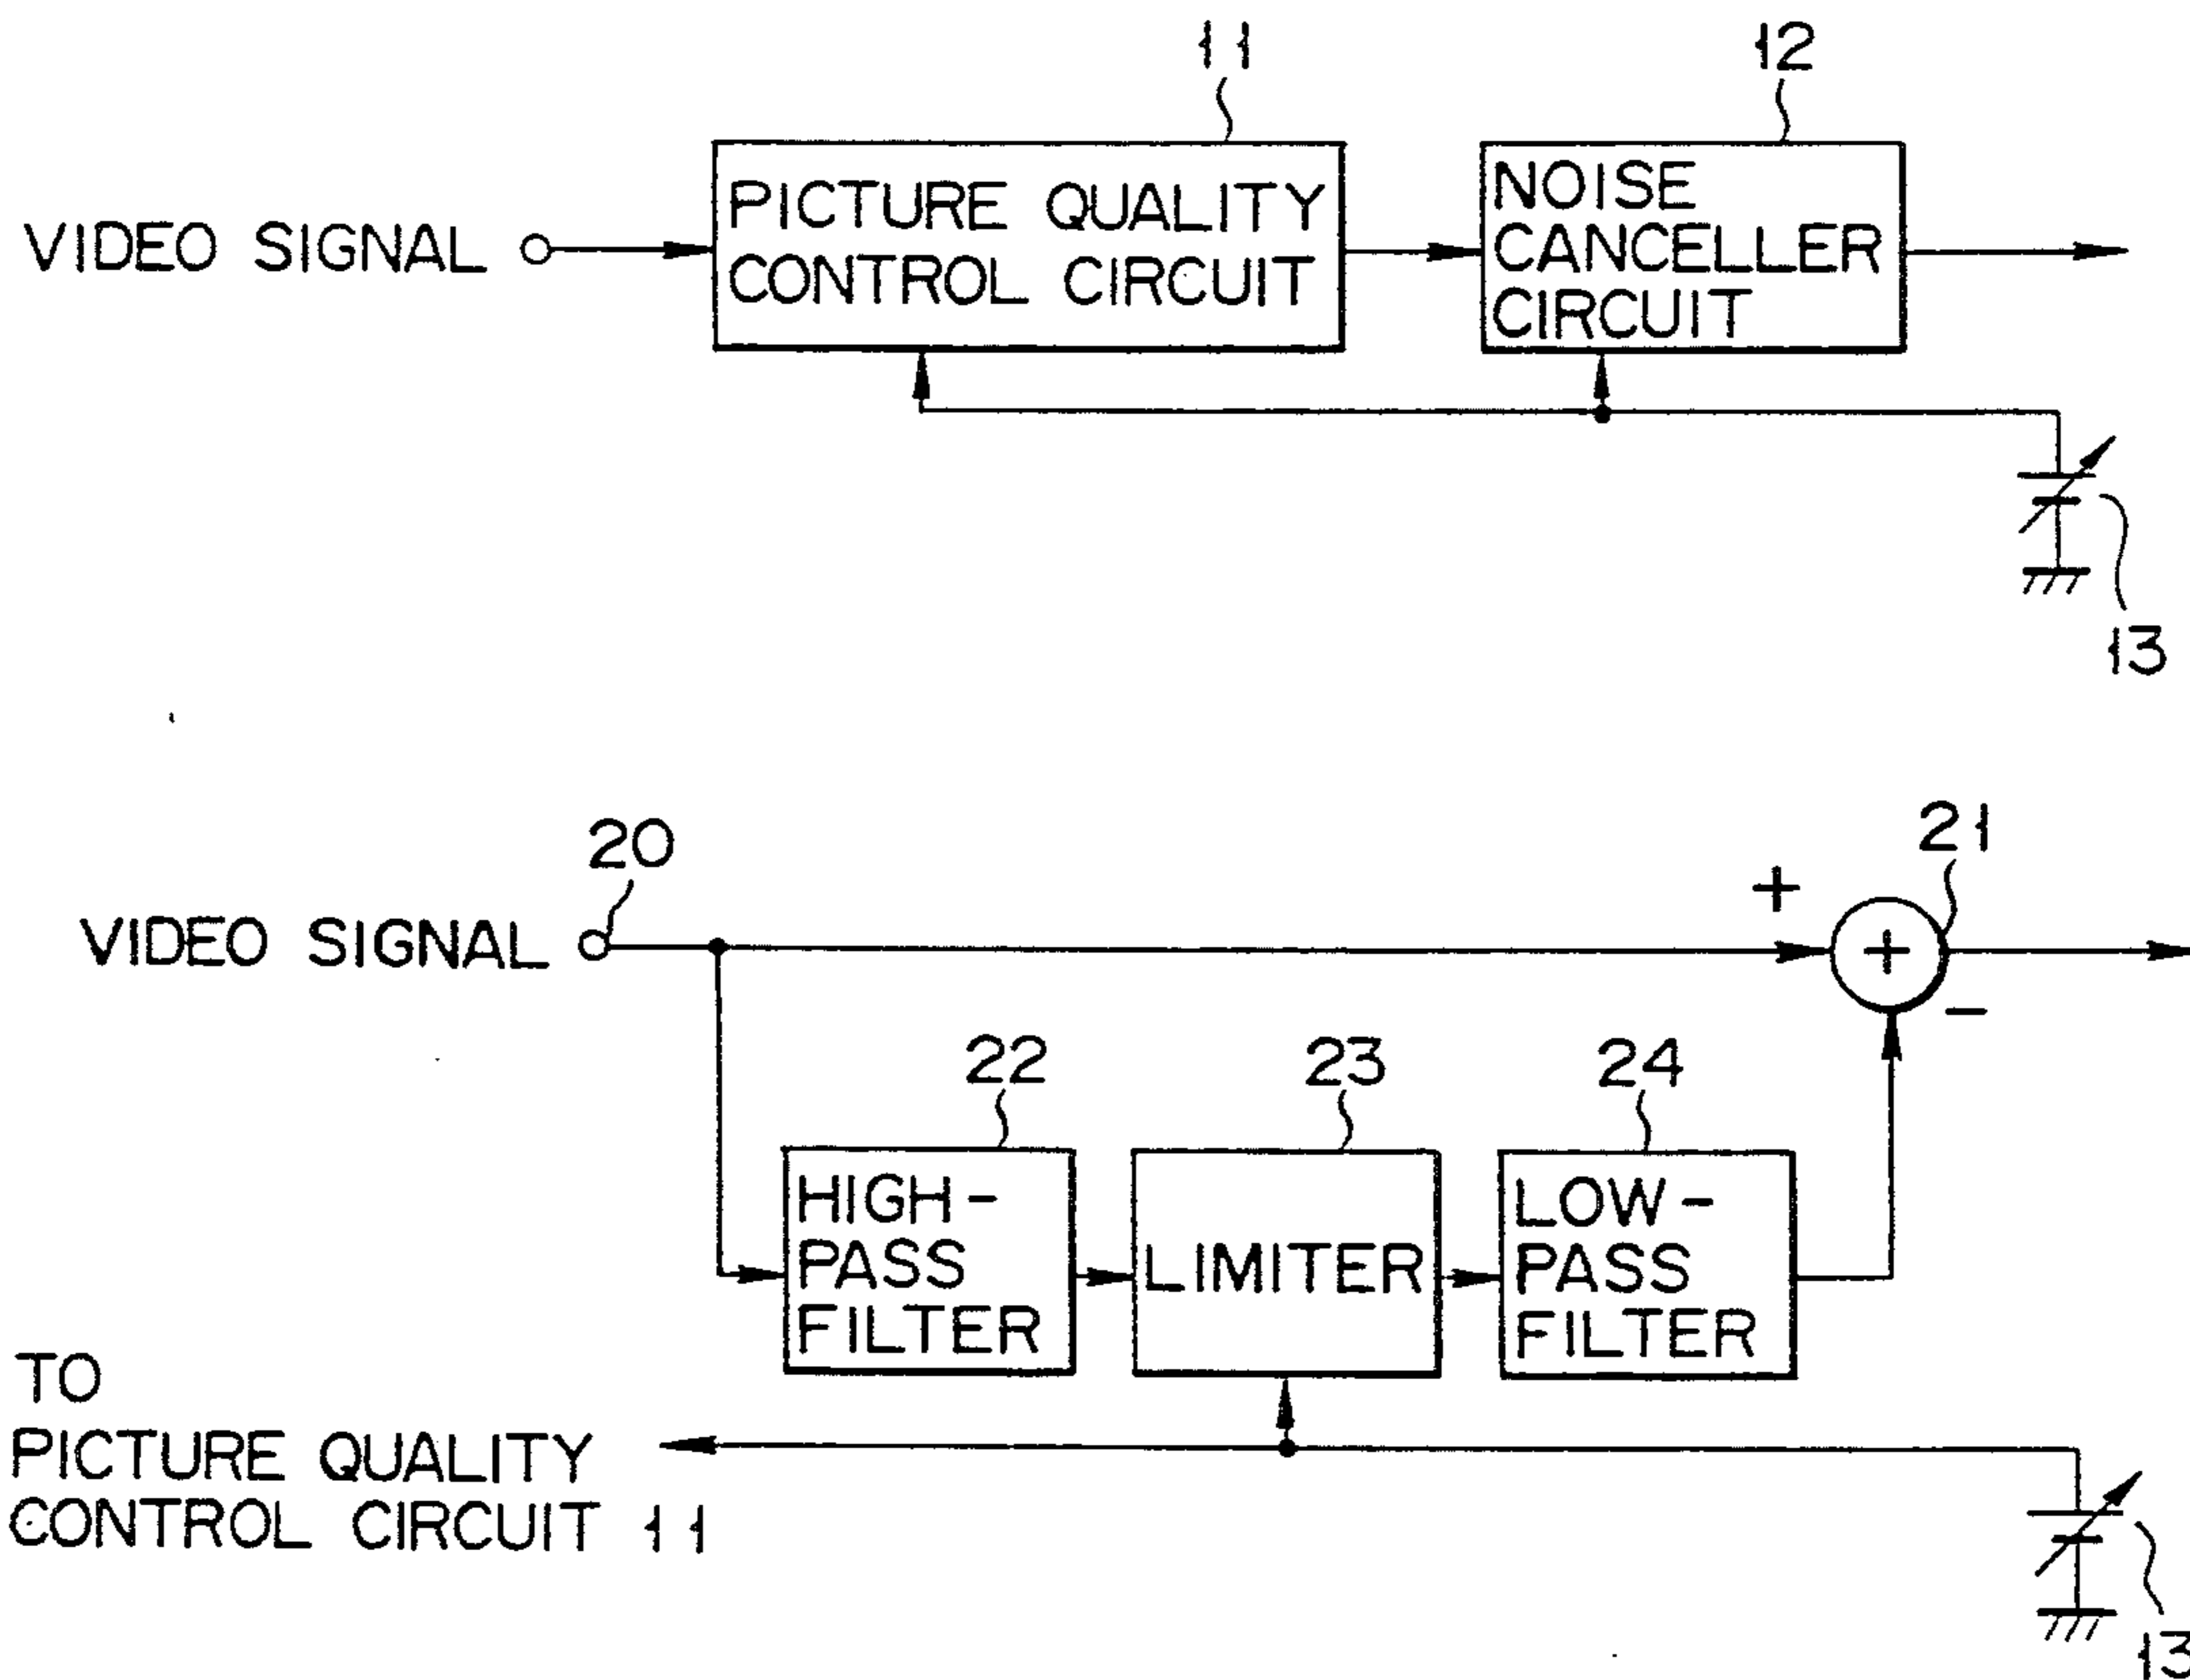 11
12
VIDEO SIGNAL
PICTURE QUALITY
CONTROL CIRCUIT
NOISE
CANCELLER
CIRCUIT
13
20
21
VIDEO SIGNAL
+
+
-
22
23
24
HIGH-
PASS
FILTER
LIMITER
LOW-
PASS
FILTER
TO
PICTURE QUALITY
CONTROL CIRCUIT 11
13